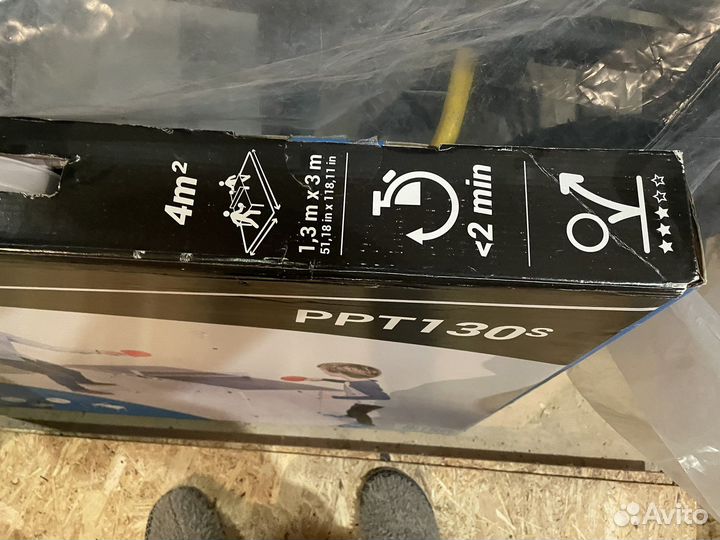 4m²
1,3 m x 3 m
51,18 in x 118,11 in
<2 min
PPT130s
Avito